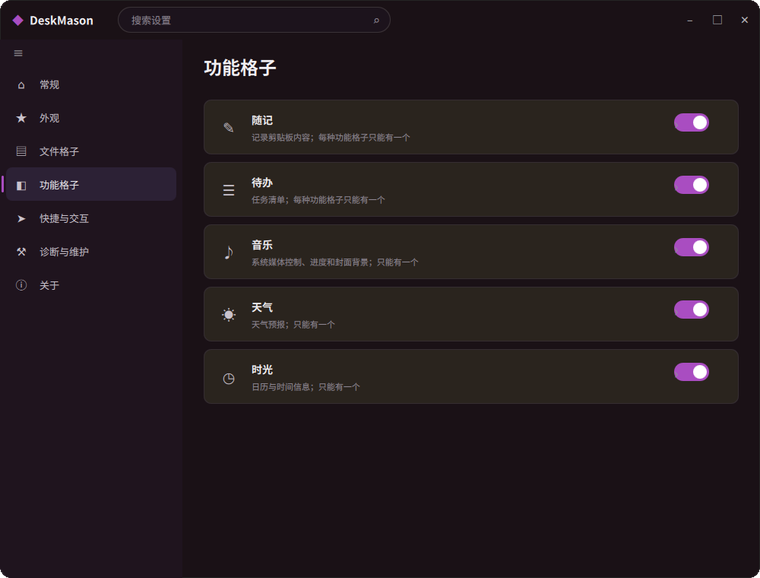 DeskMason
搜索设置
常规
外观
文件格子
功能格子
快捷与交互
诊断与维护
关于
功能格子
随记
记录剪贴板内容；每种功能格子只能有一个
待办
任务清单；每种功能格子只能有一个
音乐
系统媒体控制、进度和封面背景；只能有一个
天气
天气预报；只能有一个
时光
日历与时间信息；只能有一个